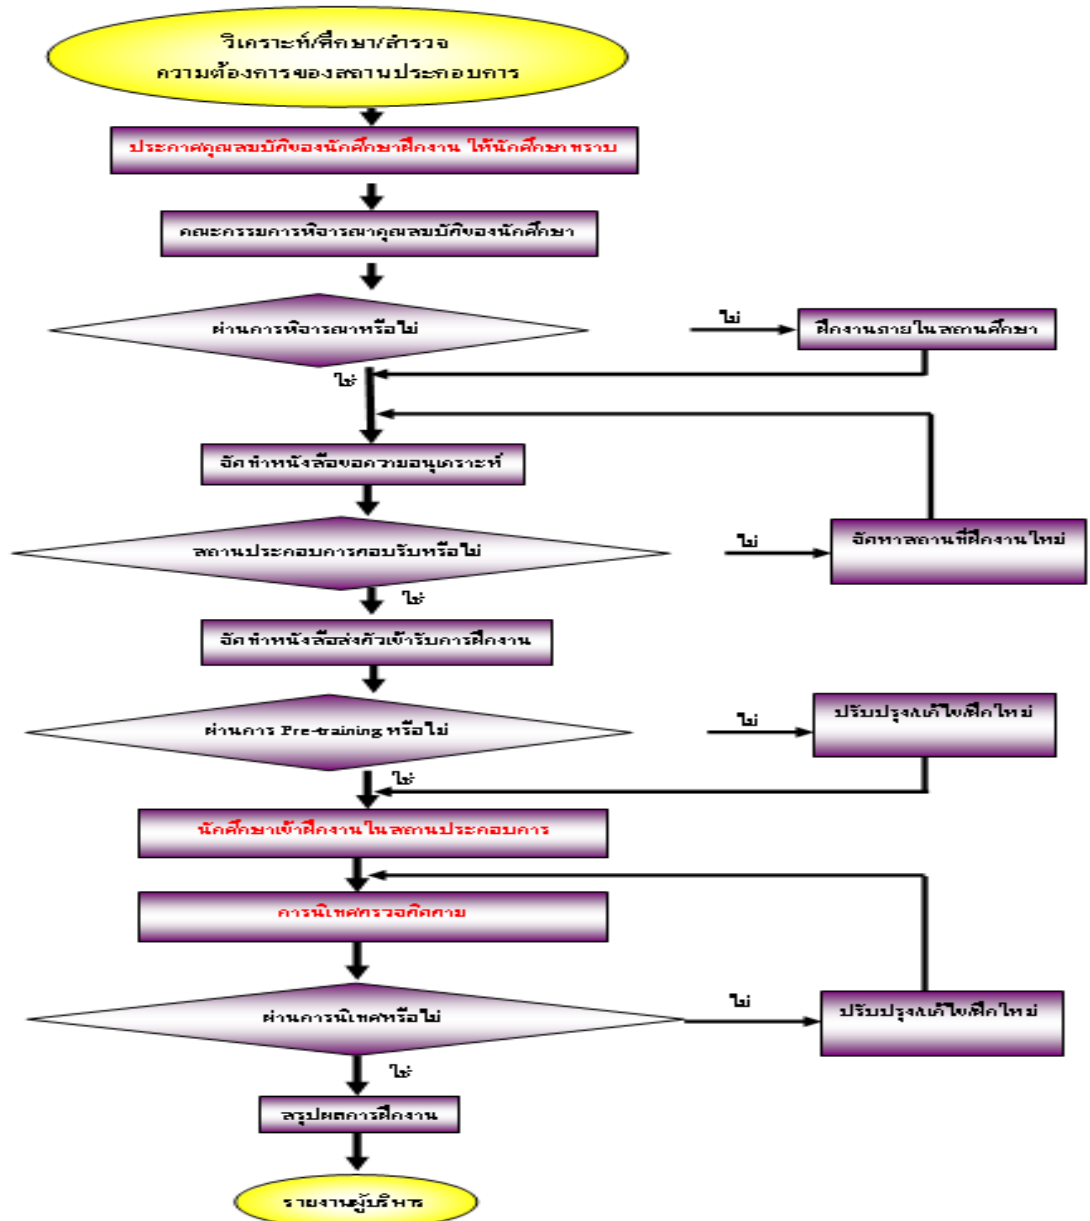 วิเคราะห์/ศึกษา/สำรวจ
ความต้องการของสถานประกอบการ
ประกาศคุณสมบัติของนักศึกษาฝึกงาน ให้นักศึกษาทราบ
คณะกรรมการพิจารณาคุณสมบัติของนักศึกษา
ผ่านการพิจารณาหรือไม่
ไม่
ฝึกงานภายในสถานศึกษา
ใช่
จัดทำหนังสือขอความอนุเคราะห์
สถานประกอบการตอบรับหรือไม่
ไม่
จัดหาสถานที่ฝึกงานใหม่
ใช่
จัดทำหนังสือส่งตัวเข้ารับการฝึกงาน
ผ่านการ Pre-training หรือไม่
ไม่
ปรับปรุง/แก้ไข/ฝึกใหม่
ใช่
นักศึกษาเข้าฝึกงานในสถานประกอบการ
การนิเทศตรวจติดตาม
ผ่านการนิเทศหรือไม่
ไม่
ปรับปรุง/แก้ไข/ฝึกใหม่
ใช่
สรุปผลการฝึกงาน
รายงานผู้บริหาร